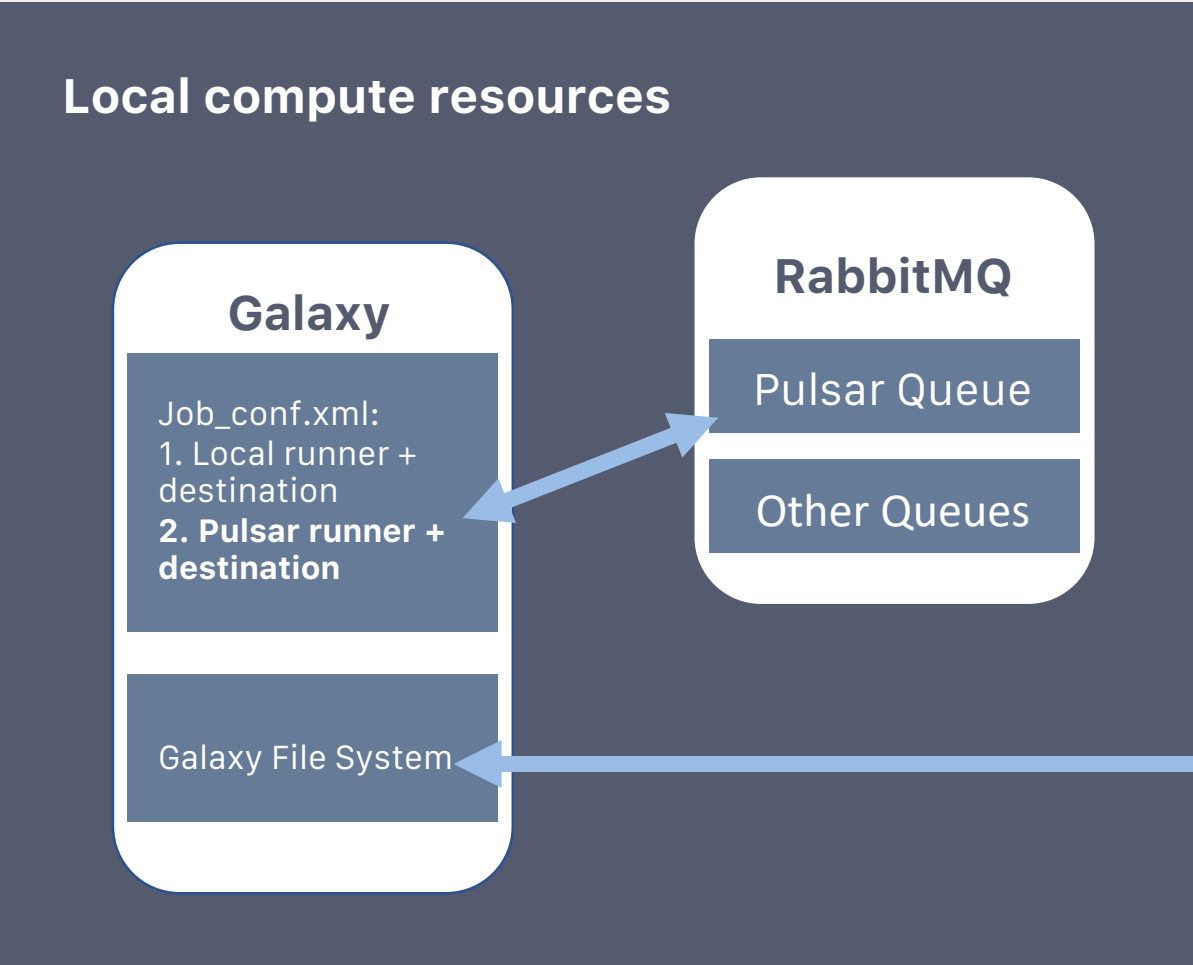 Local compute resources
Galaxy
Job_conf.xml:
1. Local runner +
destination
2. Pulsar runner +
destination
Galaxy File System
RabbitMQ
Pulsar Queue
Other Queues